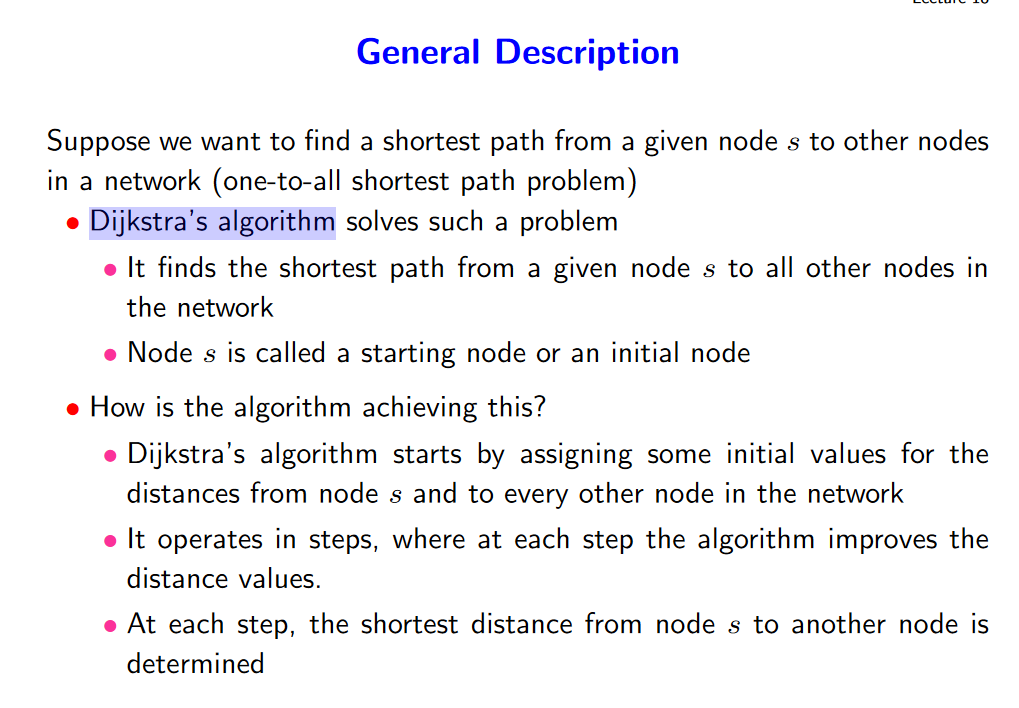 General Description
Suppose we want to find a shortest path from a given node s to other nodes
in a network (one-to-all shortest path problem)
• Dijkstra's algorithm solves such a problem
• It finds the shortest path from a given node s to all other nodes in
the network
• Node s is called a starting node or an initial node
• How is the algorithm achieving this?
• Dijkstra's algorithm starts by assigning some initial values for the
distances from node s and to every other node in the network
• It operates in steps, where at each step the algorithm improves the
distance values.
• At each step, the shortest distance from node s to another node is
determined